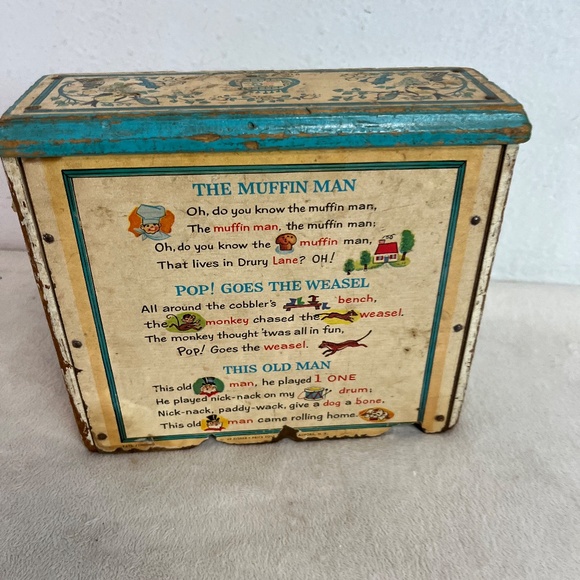 THE MUFFIN MAN
Oh, do you know the muffin man,
The muffin man, the muffin man;
Oh, do you know the muffin man,
That lives in Drury Lane? OH!
POP! GOES THE WEASEL
All around the cobbler's bench,
the monkey chased the weasel.
The monkey thought 'twas all in fun,
Pop! Goes the weasel.
THIS OLD MAN
This old man, he played 1 ONE
He played nick-nack on my drum;
Nick-nack, paddy-wack, give a dog a bone,
This old man came rolling home.